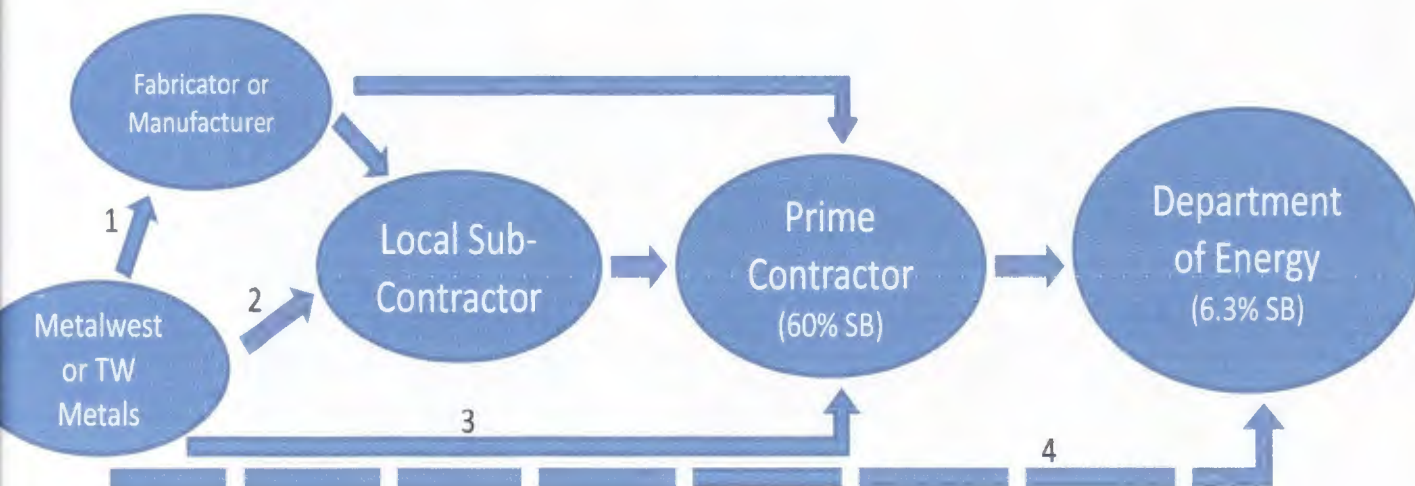 Fabricator or
Manufacturer
1
Local Sub-
Contractor
2
Metalwest
or TW
Metals
Prime
Contractor
(60% SB)
Department
of Energy
(6.3% SB)
3
4